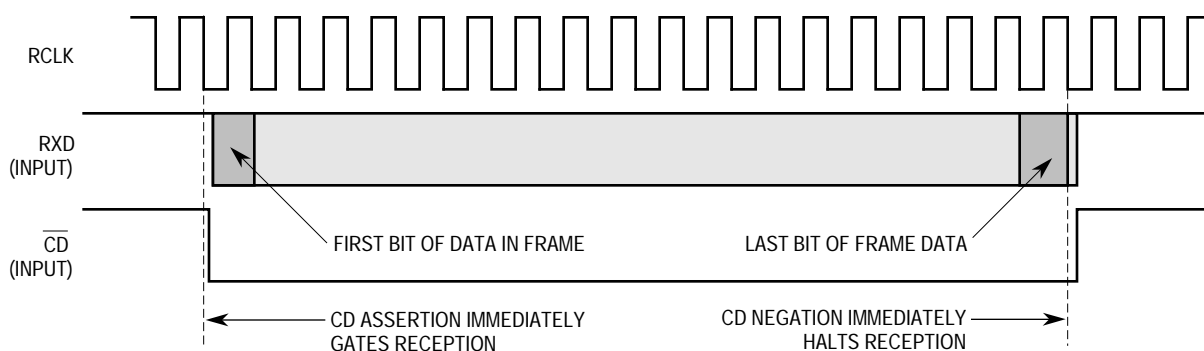 RCLK
RXD
(INPUT)
CD
(INPUT)
FIRST BIT OF DATA IN FRAME
LAST BIT OF FRAME DATA
CD ASSERTION IMMEDIATELY
GATES RECEPTION
CD NEGATION IMMEDIATELY
HALTS RECEPTION